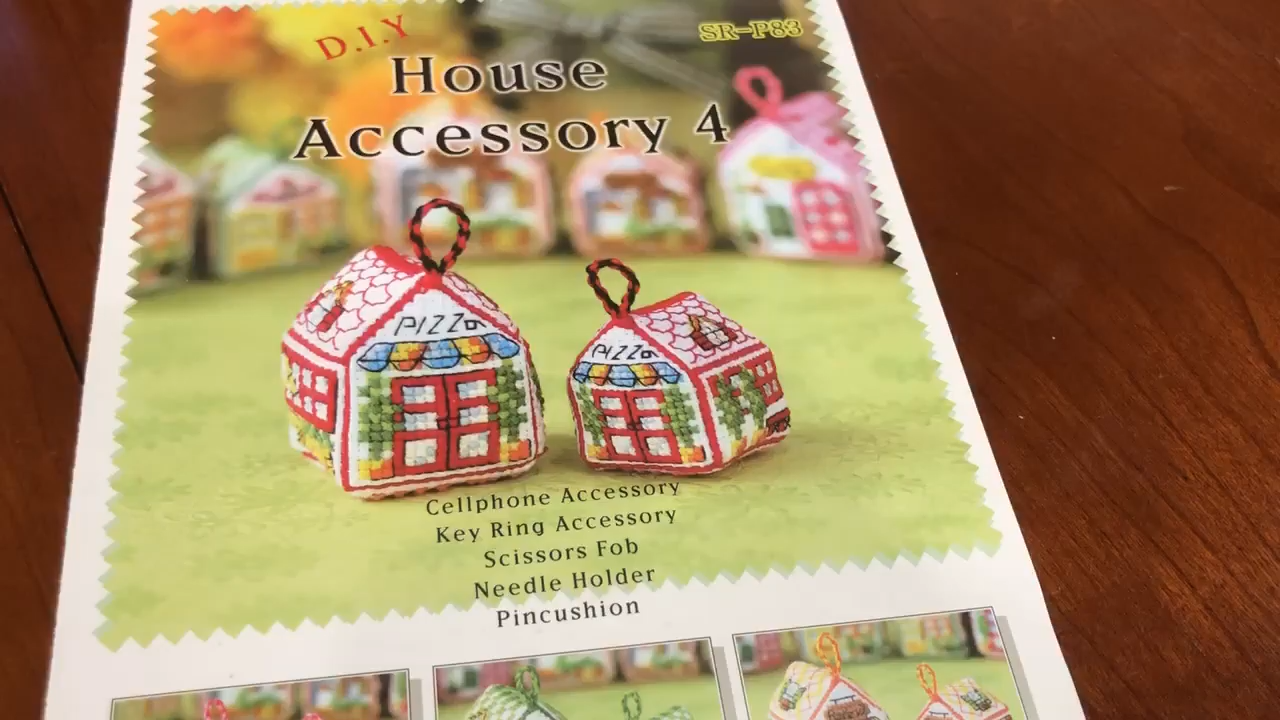 D.I.Y
SR-P83
House
Accessory 4
PIZZa
PIZZa
Cellphone Accessory
Key Ring Accessory
Scissors Fob
Needle Holder
Pincushion